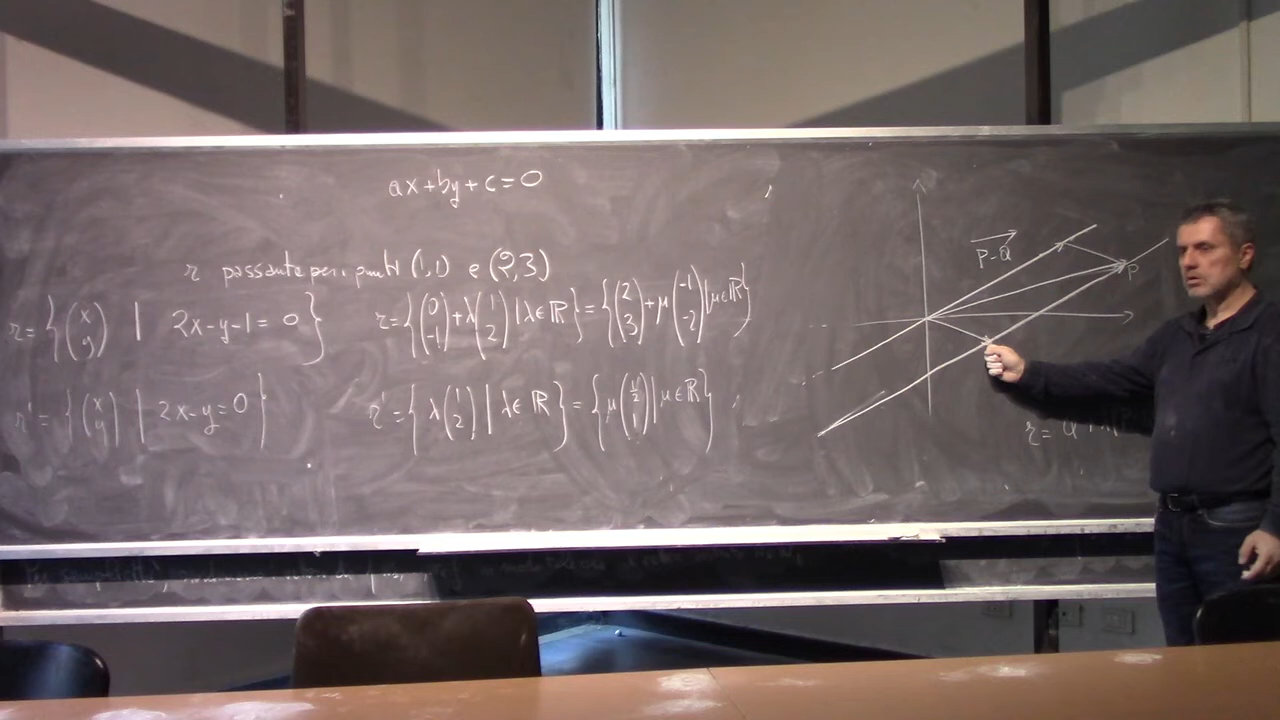 ax+by+c=0
r passante per i punti (1,1) e (2,3)
r={(x y) | 2x-y-1=0} r={(0 -1)+λ(1 2)|λ∈ℝ}={(2 3)+μ(-1 -2)|μ∈ℝ}
r'={(x y) | 2x-y=0} r'={λ(1 2)|λ∈ℝ}={μ(1/2 1)|μ∈ℝ}
P-Q
P
r=